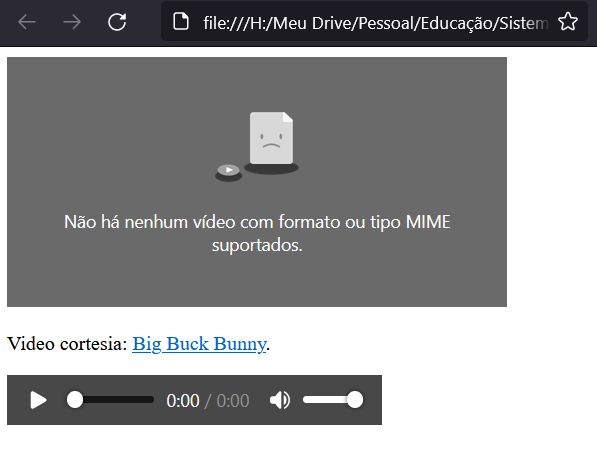 file:///H:/Meu Drive/Pessoal/Educação/Sistem
Não há nenhum vídeo com formato ou tipo MIME
suportados.
Video cortesia: Big Buck Bunny.
0:00 / 0:00